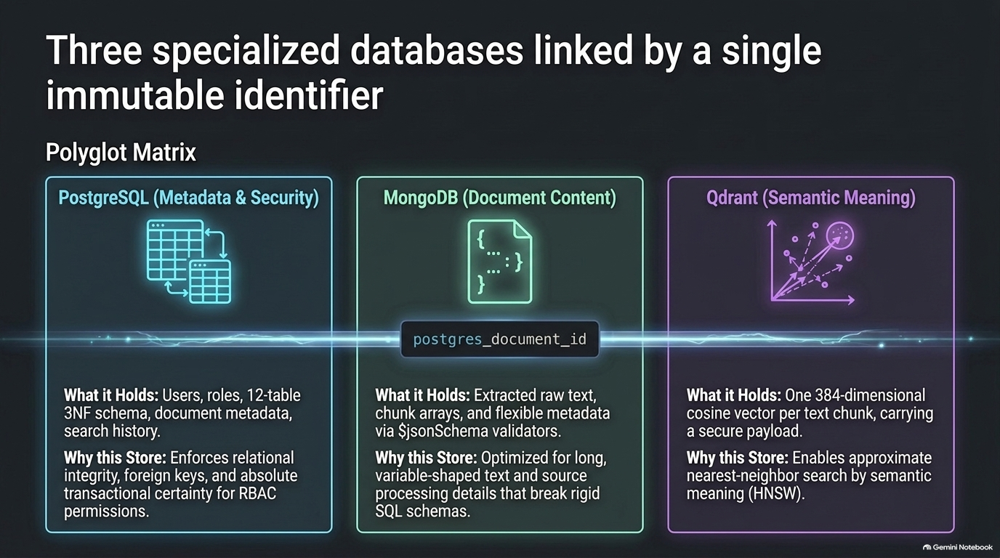 Three specialized databases linked by a single
immutable identifier
Polyglot Matrix
PostgreSQL (Metadata & Security)
What it Holds: Users, roles, 12-table
3NF schema, document metadata,
search history.
Why this Store: Enforces relational
integrity, foreign keys, and absolute
transactional certainty for RBAC
permissions.
MongoDB (Document Content)
{
... : }
...
}
postgres_document_id
What it Holds: Extracted raw text,
chunk arrays, and flexible metadata
via $jsonSchema validators.
Why this Store: Optimized for long,
variable-shaped text and source
processing details that break rigid
SQL schemas.
Qdrant (Semantic Meaning)
What it Holds: One 384-dimensional
cosine vector per text chunk, carrying
a secure payload.
Why this Store: Enables approximate
nearest-neighbor search by semantic
meaning (HNSW).
Gemini Notebook